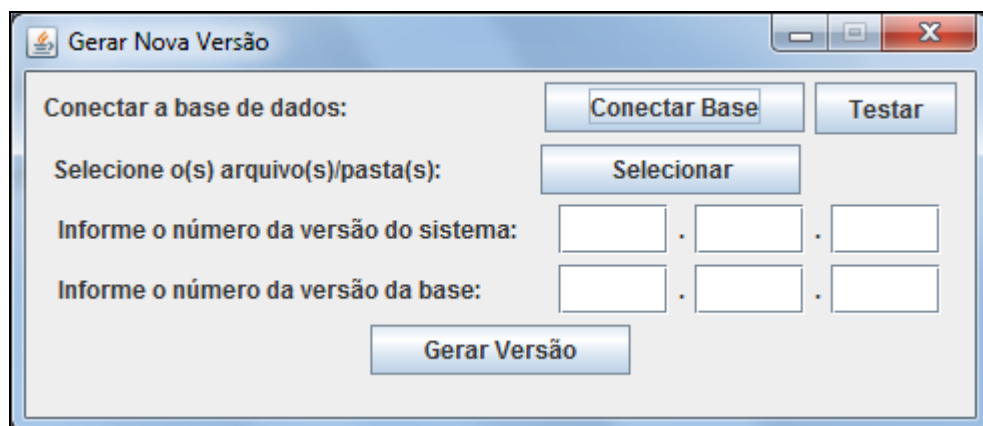 Gerar Nova Versão
Conectar a base de dados: Conectar Base Testar
Selecione o(s) arquivo(s)/pasta(s): Selecionar
Informe o número da versão do sistema: . .
Informe o número da versão da base: . .
Gerar Versão